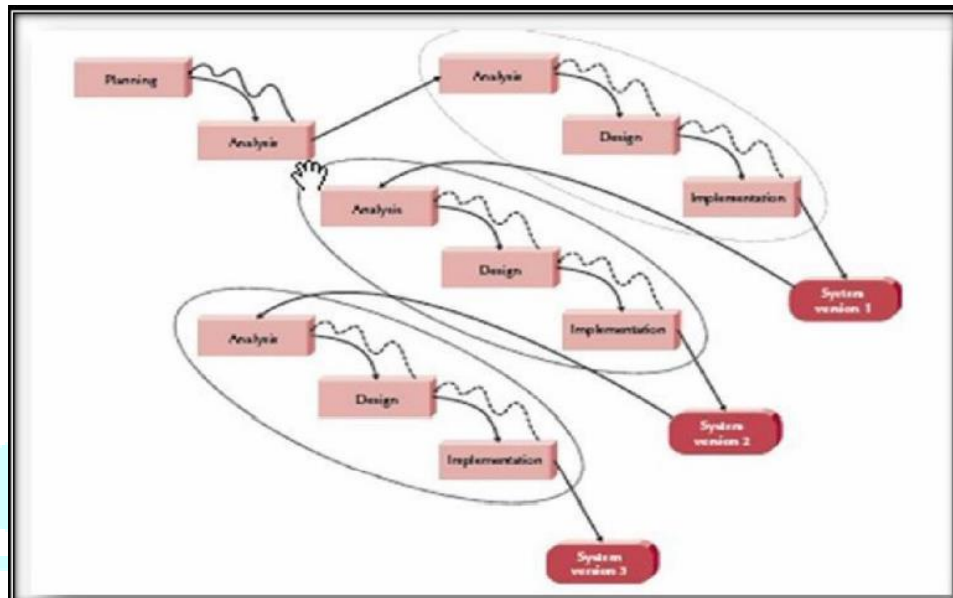 Planning
Analysis
Analysis
Design
Implementation
System
version 1
Analysis
Design
Implementation
System
version 2
Analysis
Design
Implementation
System
version 3